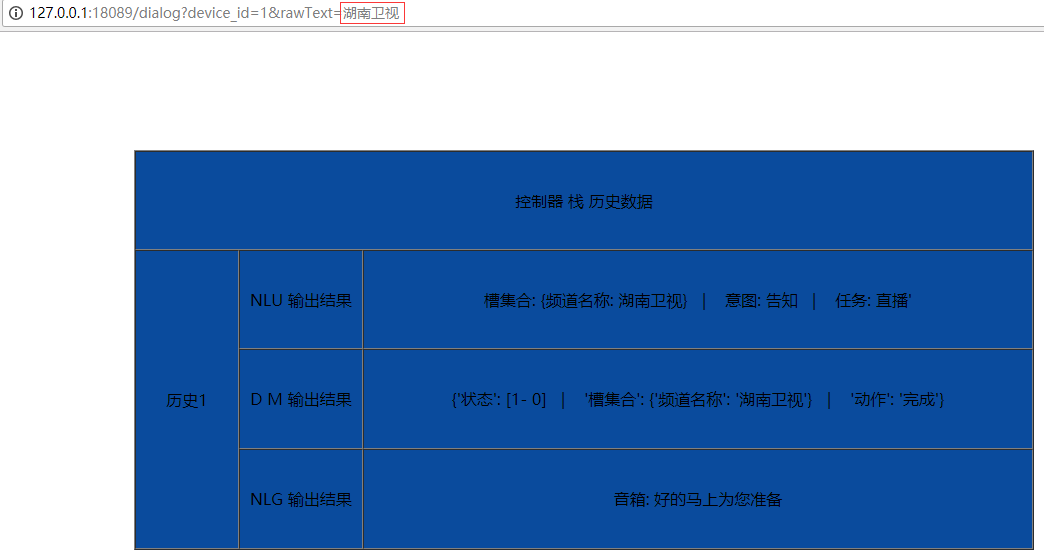 127.0.0.1:18089/dialog?device_id=1&rawText=湖南卫视
控制器 栈 历史数据
历史1
NLU 输出结果
槽集合: {频道名称: 湖南卫视} | 意图: 告知 | 任务: 直播'
D M 输出结果
{'状态': [1- 0] | '槽集合': {'频道名称': '湖南卫视'} | '动作': '完成'}
NLG 输出结果
音箱: 好的马上为您准备